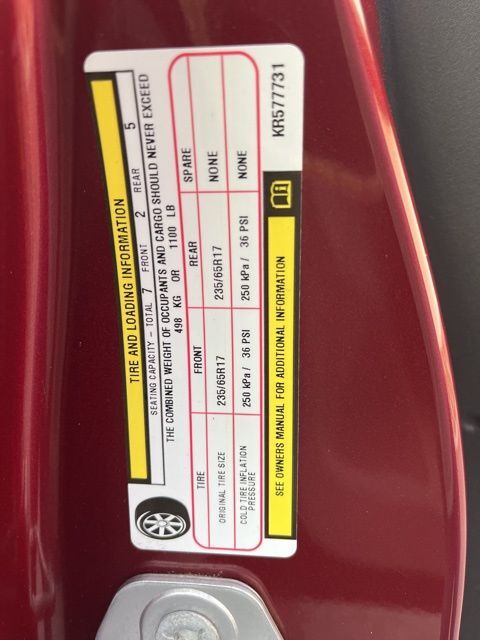 TIRE AND LOADING INFORMATION
SEATING CAPACITY - TOTAL 7 FRONT 2 REAR 5
THE COMBINED WEIGHT OF OCCUPANTS AND CARGO SHOULD NEVER EXCEED
498 KG OR 1100 LB
TIRE FRONT REAR SPARE
ORIGINAL TIRE SIZE 235/65R17 235/65R17 NONE
COLD TIRE INFLATION PRESSURE 250 kPa / 36 PSI 250 kPa / 36 PSI NONE
SEE OWNERS MANUAL FOR ADDITIONAL INFORMATION
KR577731